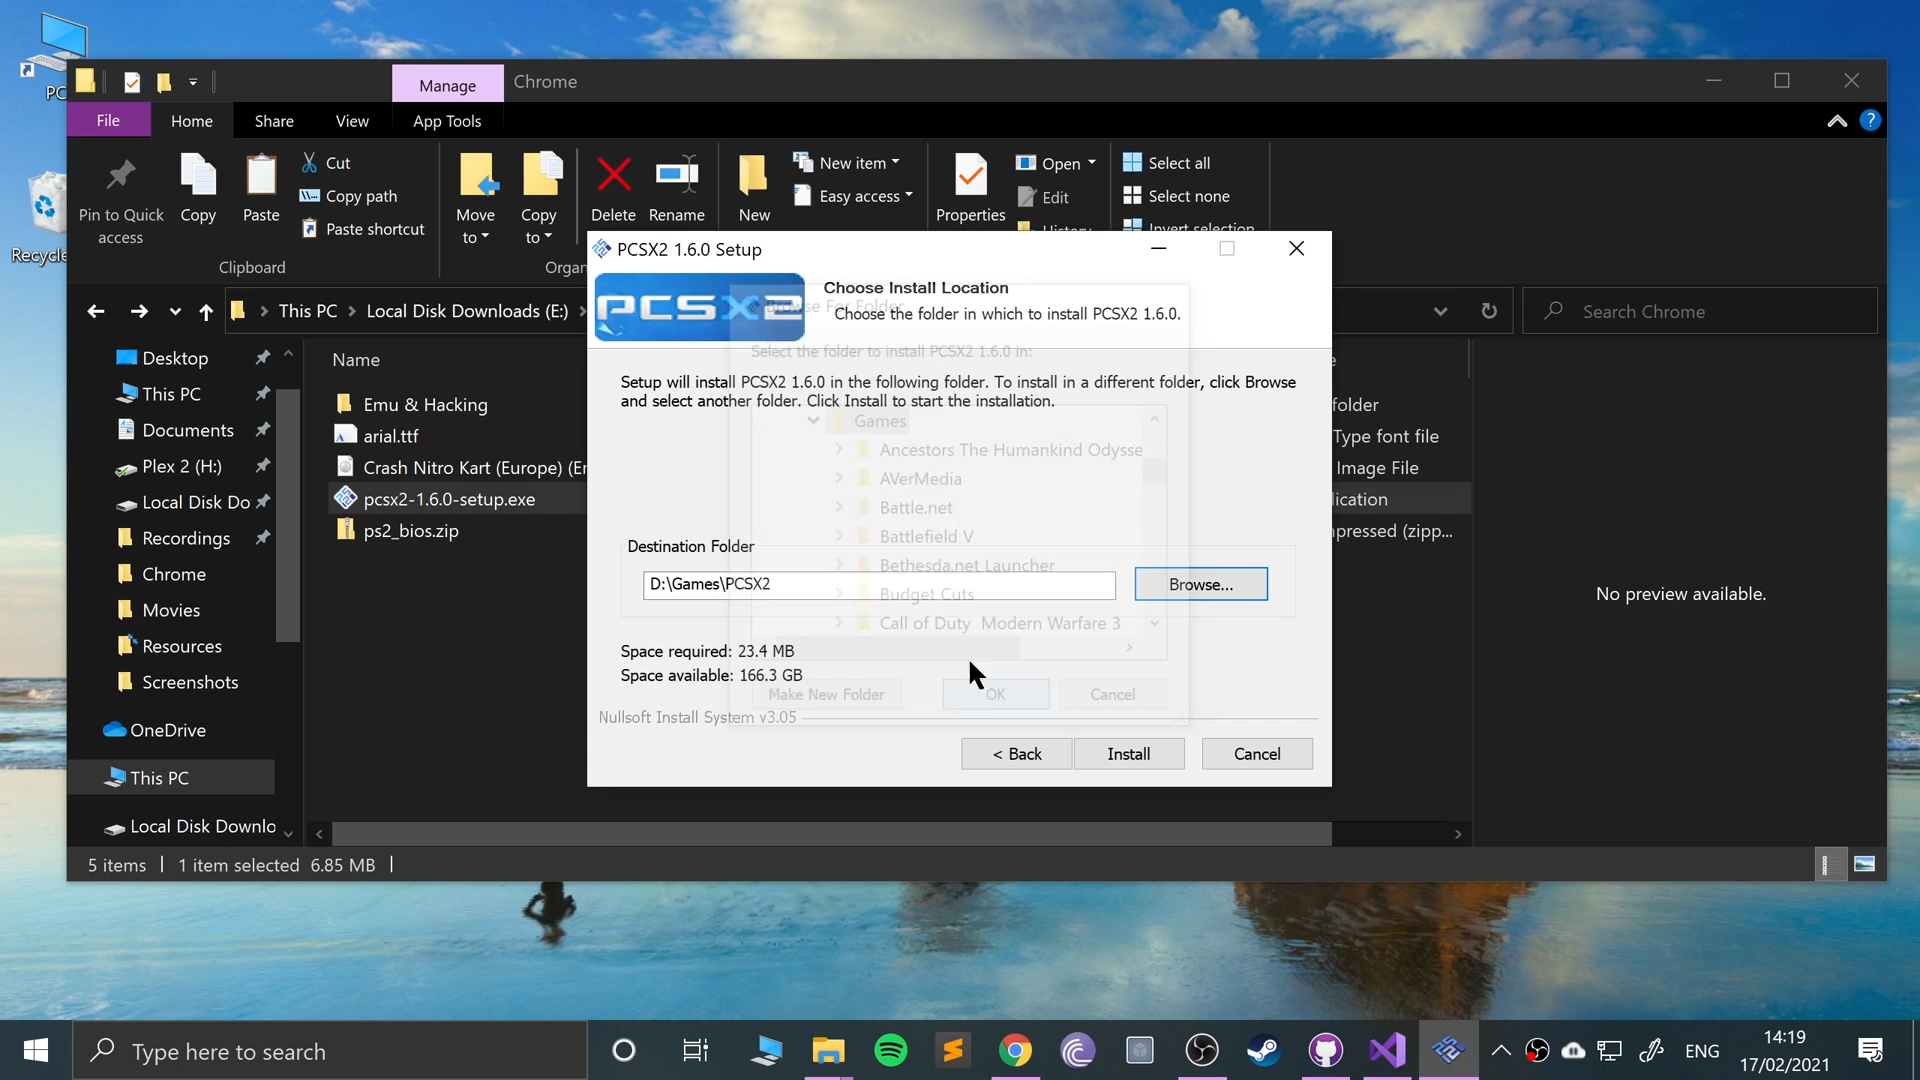 PC
Recycle
Manage
Chrome
File
Home
Share
View
App Tools
Pin to Quick
access
Copy
Paste
Cut
Copy path
Paste shortcut
Clipboard
Move
to
Copy
to
Delete
Rename
Organ
New
New item
Easy access
Properties
Open
Edit
History
Select all
Select none
Invert selection
This PC
Local Disk Downloads (E:)
Search Chrome
Desktop
This PC
Documents
Plex 2 (H:)
Local Disk Do
Recordings
Chrome
Movies
Resources
Screenshots
OneDrive
This PC
Local Disk Downlo
Name
Emu & Hacking
arial.ttf
Crash Nitro Kart (Europe) (En
pcsx2-1.6.0-setup.exe
ps2_bios.zip
e
folder
Type font file
Image File
lication
pressed (zipp...
No preview available.
PCSX2 1.6.0 Setup
PCSX2
Choose Install Location
Choose the folder in which to install PCSX2 1.6.0.
Browse For Folder
Select the folder to install PCSX2 1.6.0 in:
Setup will install PCSX2 1.6.0 in the following folder. To install in a different folder, click Browse
and select another folder. Click Install to start the installation.
Games
Ancestors The Humankind Odysse
AVerMedia
Battle.net
Battlefield V
Bethesda.net Launcher
Budget Cuts
Call of Duty Modern Warfare 3
Destination Folder
D:\Games\PCSX2
Browse...
Space required: 23.4 MB
Space available: 166.3 GB
Make New Folder
OK
Cancel
Nullsoft Install System v3.05
< Back
Install
Cancel
5 items
1 item selected 6.85 MB
Type here to search
ENG
14:19
17/02/2021